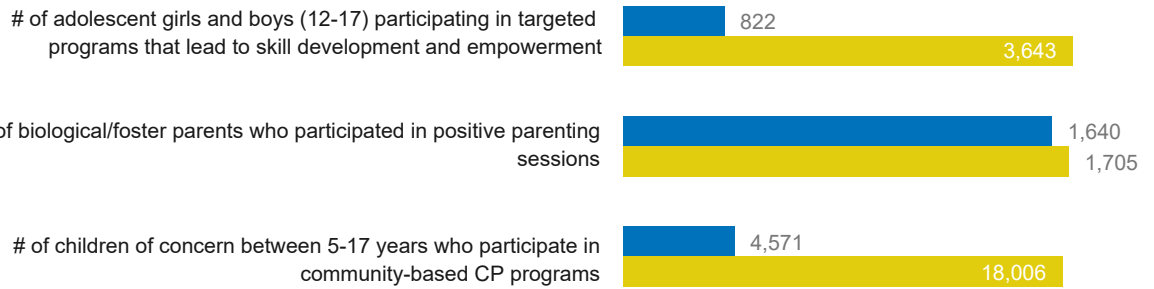 # of adolescent girls and boys (12-17) participating in targeted
programs that lead to skill development and empowerment
822
3,643
of biological/foster parents who participated in positive parenting
sessions
1,640
1,705
# of children of concern between 5-17 years who participate in
community-based CP programs
4,571
18,006